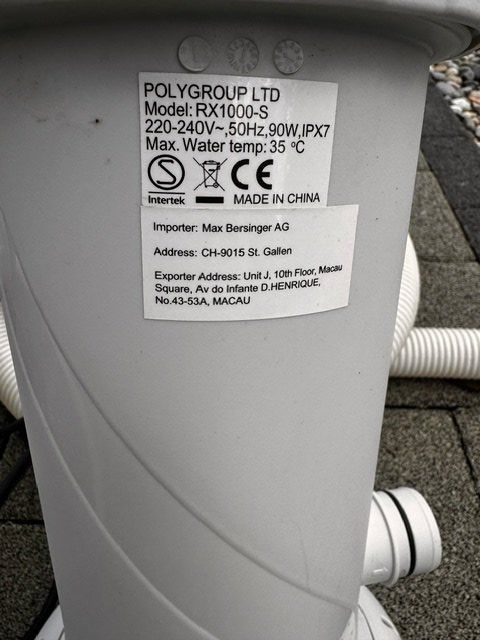 POLYGROUP LTD
Model: RX1000-S
220-240V~,50Hz,90W,IPX7
Max. Water temp: 35 ºC
S
Intertek
CE
MADE IN CHINA
Importer: Max Bersinger AG
Address: CH-9015 St. Gallen
Exporter Address: Unit J, 10th Floor, Macau
Square, Av do Infante D.HENRIQUE,
No.43-53A, MACAU